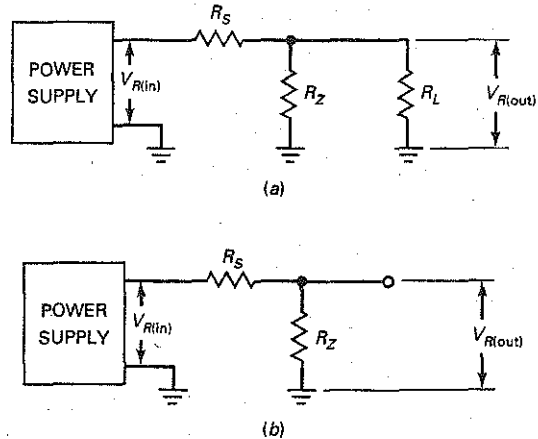 R_S
POWER
SUPPLY
V_R(in)
R_Z
R_L
V_R(out)
(a)
R_S
POWER
SUPPLY
V_R(in)
R_Z
V_R(out)
(b)